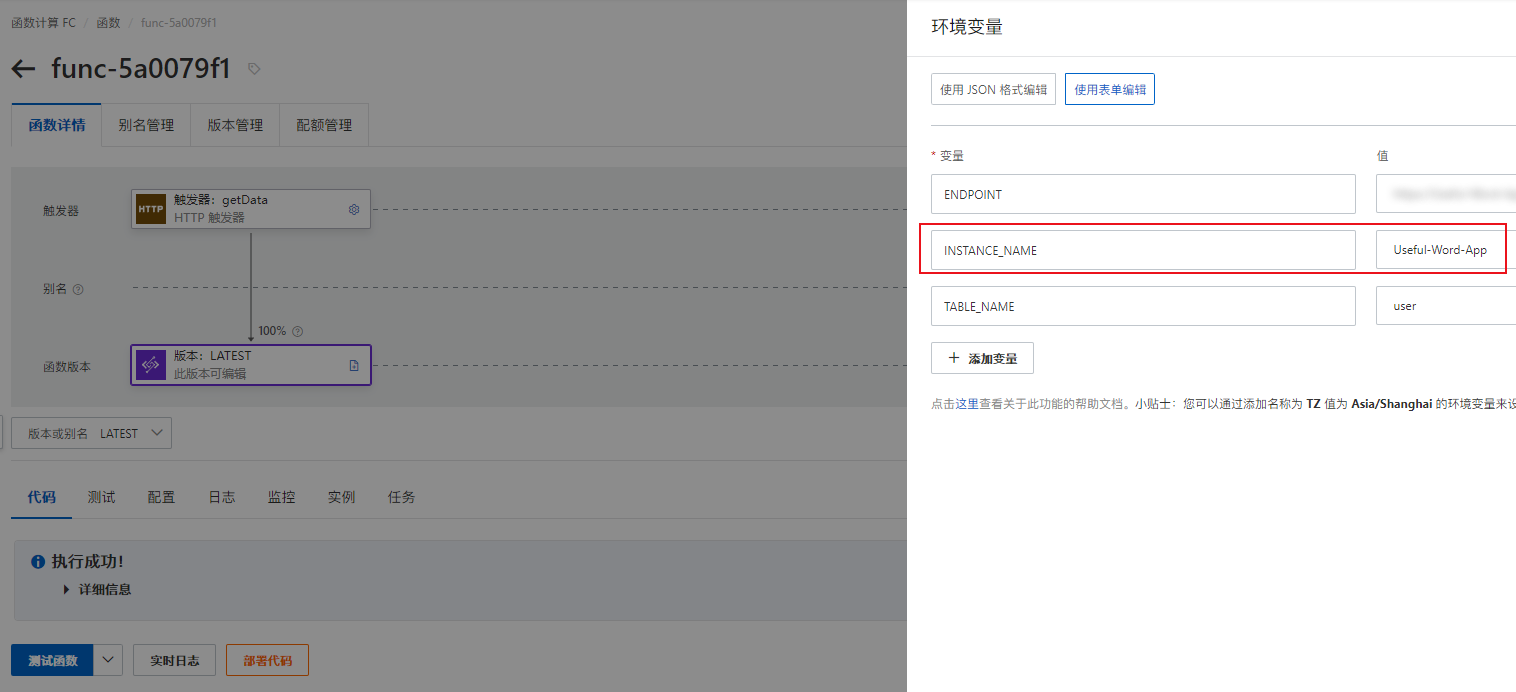 函数计算 FC / 函数 / func-5a0079f1
func-5a0079f1
函数详情 别名管理 版本管理 配额管理
触发器
HTTP
触发器：getData
HTTP 触发器
别名
100%
函数版本
版本：LATEST
此版本可编辑
版本或别名 LATEST
代码 测试 配置 日志 监控 实例 任务
执行成功！
详细信息
测试函数 实时日志 部署代码
环境变量
使用 JSON 格式编辑 使用表单编辑
* 变量 值
ENDPOINT
INSTANCE_NAME Useful-Word-App
TABLE_NAME user
添加变量
点击这里查看关于此功能的帮助文档。小贴士：您可以通过添加名称为 TZ 值为 Asia/Shanghai 的环境变量来设